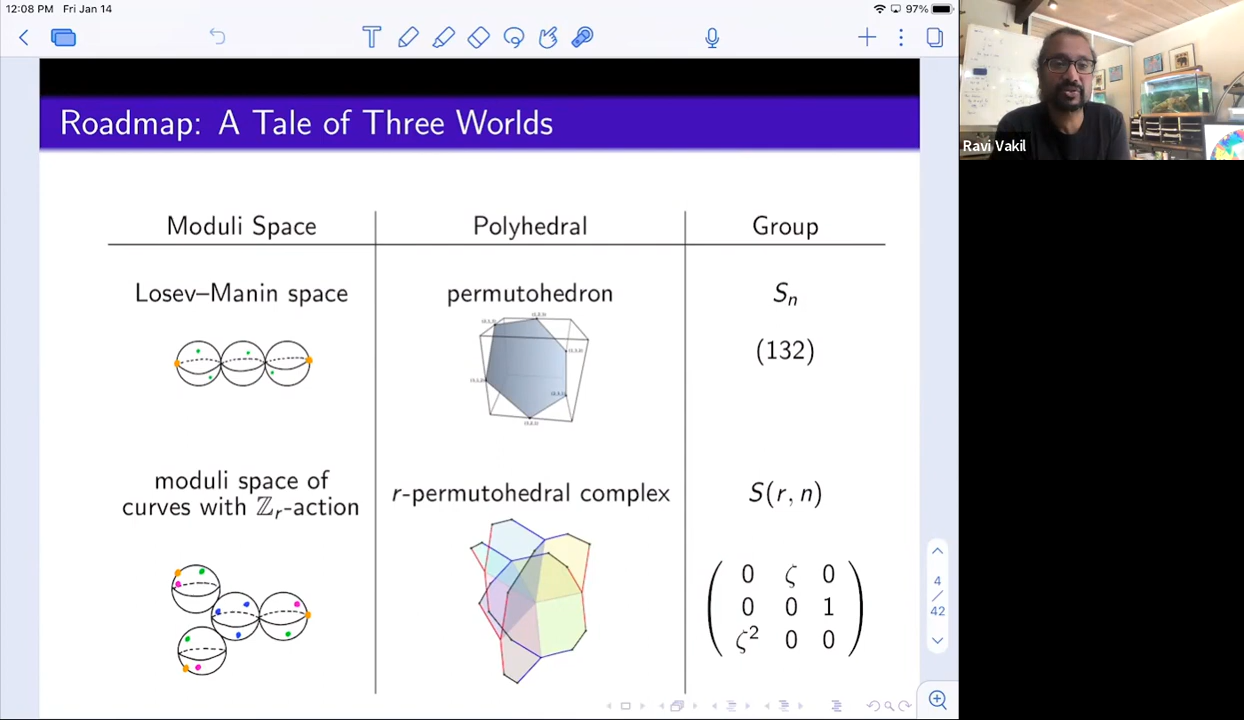 12:08 PM Fri Jan 14
97%
Ravi Vakil
Roadmap: A Tale of Three Worlds
Moduli Space Polyhedral Group
Losev–Manin space permutohedron Sₙ
(132)
moduli space of
curves with ℤᵣ-action r-permutohedral complex S(r, n)
0 ζ 0
0 0 1
ζ² 0 0
4
/
42